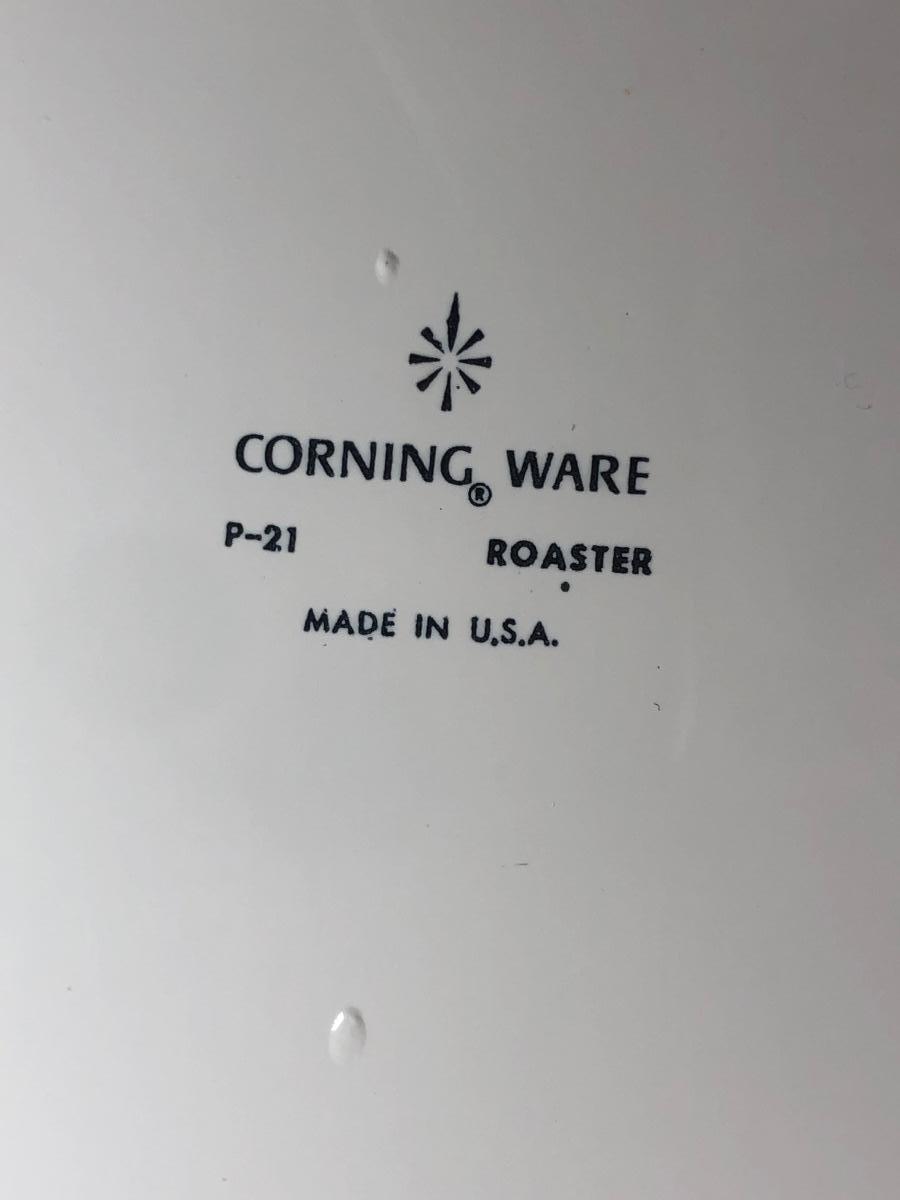 CORNING® WARE
P-21 ROASTER
MADE IN U.S.A.